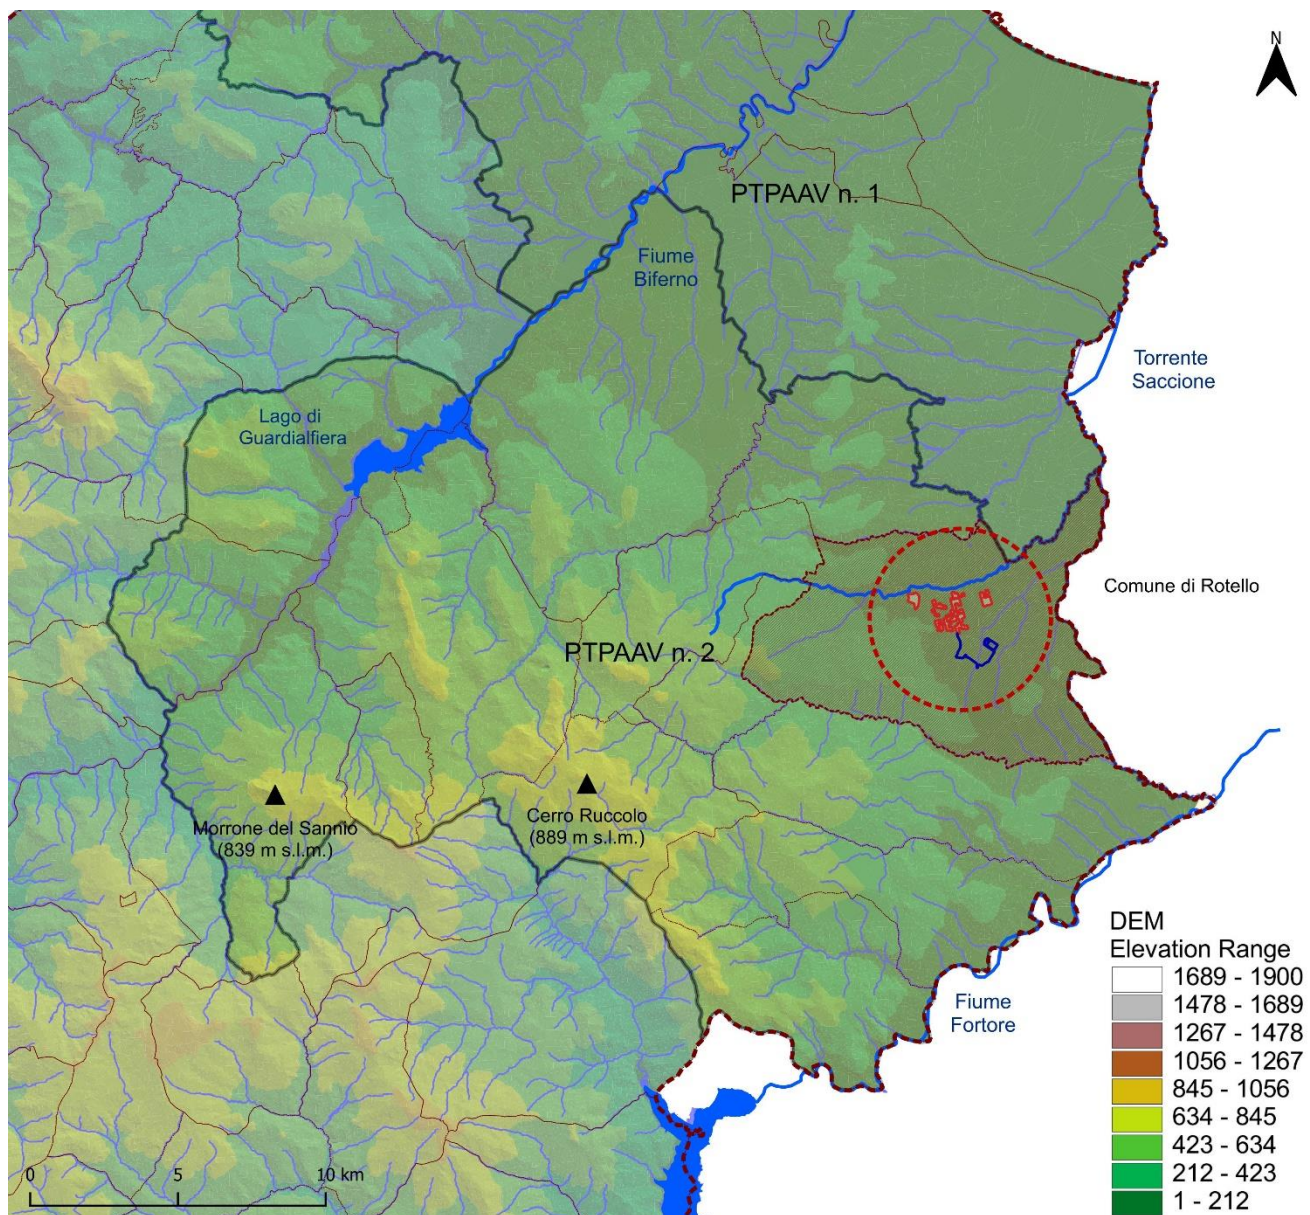 N
PTPAAV n. 1
Fiume
Biferno
Torrente
Saccione
Lago di
Guardialfiera
Comune di Rotello
PTPAAV n. 2
Morrone del Sannio
(839 m s.l.m.)
Cerro Ruccolo
(889 m s.l.m.)
Fiume
Fortore
DEM
Elevation Range
1689 - 1900
1478 - 1689
1267 - 1478
1056 - 1267
845 - 1056
634 - 845
423 - 634
212 - 423
1 - 212
0 5 10 km